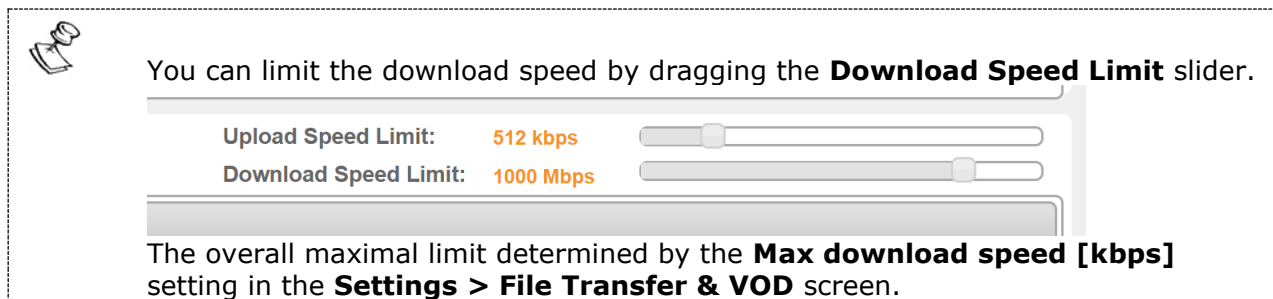 You can limit the download speed by dragging the Download Speed Limit slider.
Upload Speed Limit: 512 kbps
Download Speed Limit: 1000 Mbps
The overall maximal limit determined by the Max download speed [kbps]
setting in the Settings > File Transfer & VOD screen.